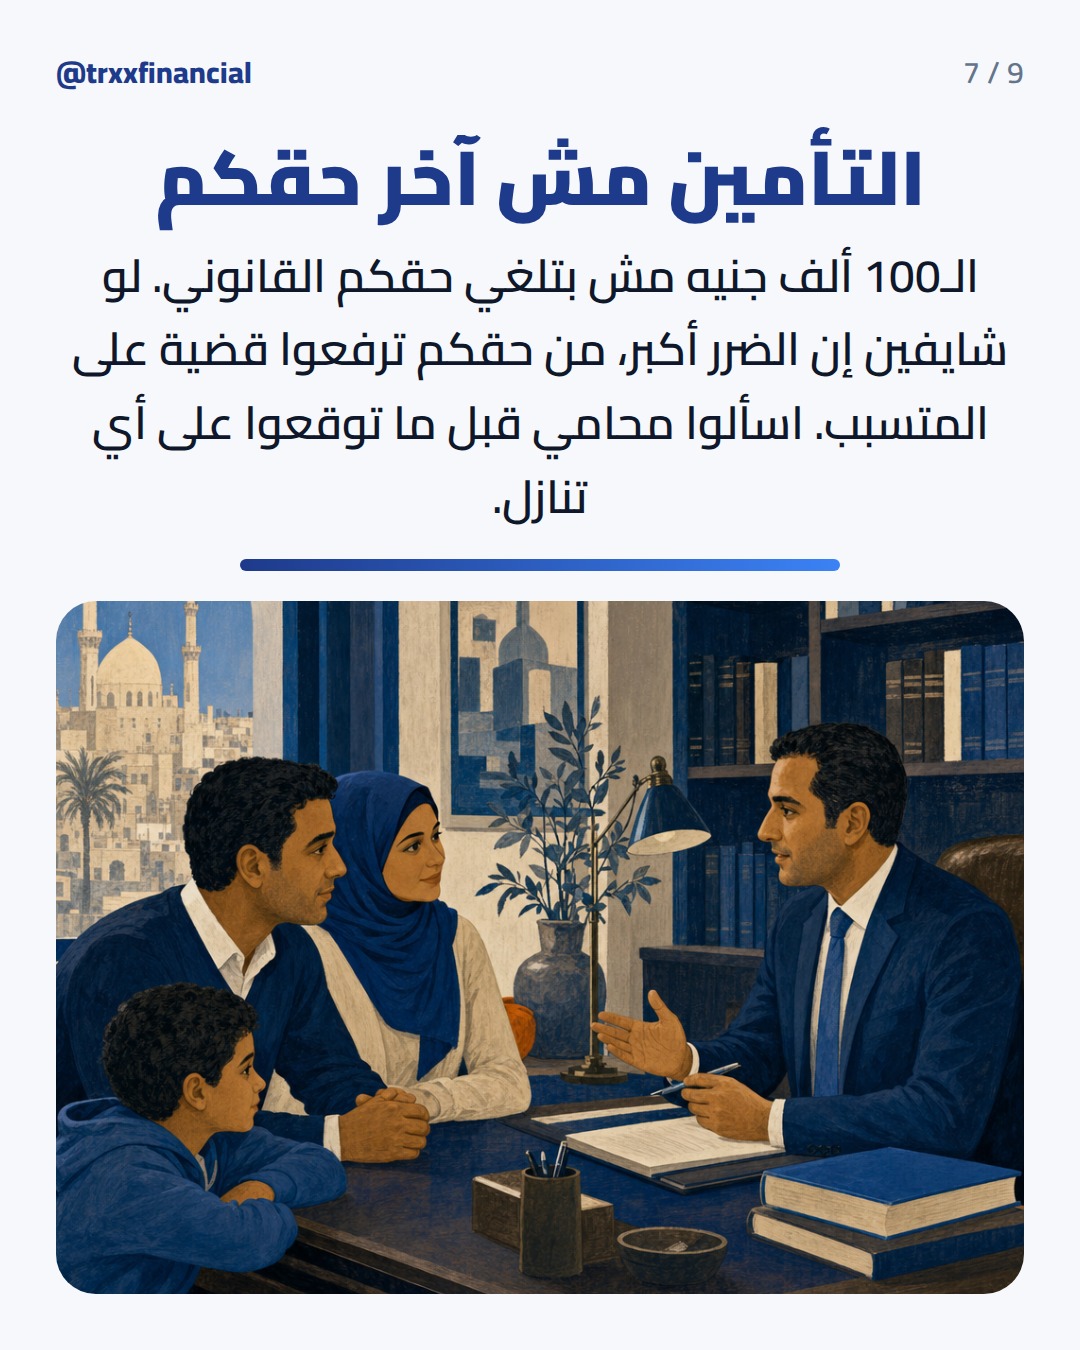 @trxxfinancial
7 / 9
التأمين مش آخر حقكم
الـ100 ألف جنيه مش بتلغي حقكم القانوني. لو
شايفين إن الضرر أكبر، من حقكم ترفعوا قضية على
المتسبب. اسألوا محامي قبل ما توقعوا على أي
تنازل.